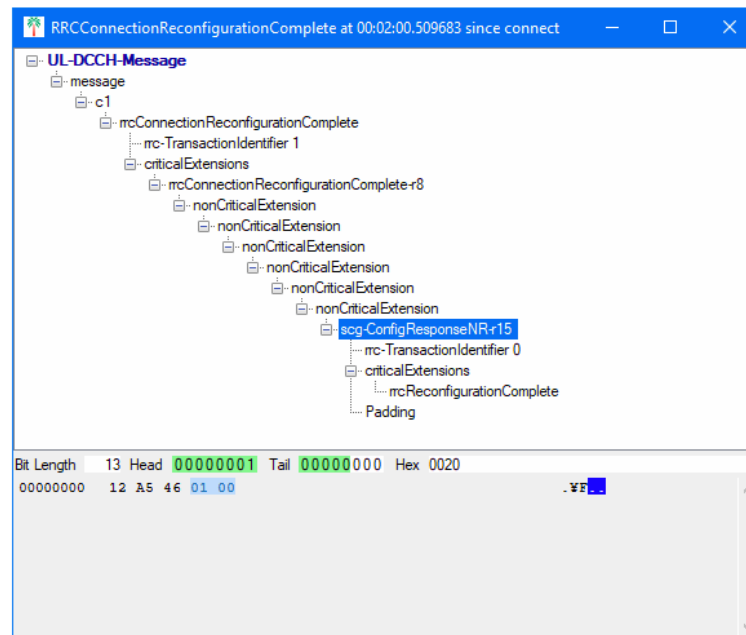 RRCConnectionReconfigurationComplete at 00:02:00.509683 since connect
UL-DCCH-Message
message
c1
rrcConnectionReconfigurationComplete
rrc-TransactionIdentifier 1
criticalExtensions
rrcConnectionReconfigurationComplete-r8
nonCriticalExtension
nonCriticalExtension
nonCriticalExtension
nonCriticalExtension
nonCriticalExtension
nonCriticalExtension
scg-ConfigResponseNR-r15
rrc-TransactionIdentifier 0
criticalExtensions
rrcReconfigurationComplete
Padding
Bit Length 13 Head 00000001 Tail 00000000 Hex 0020
00000000 12 A5 46 01 00 .¥F..